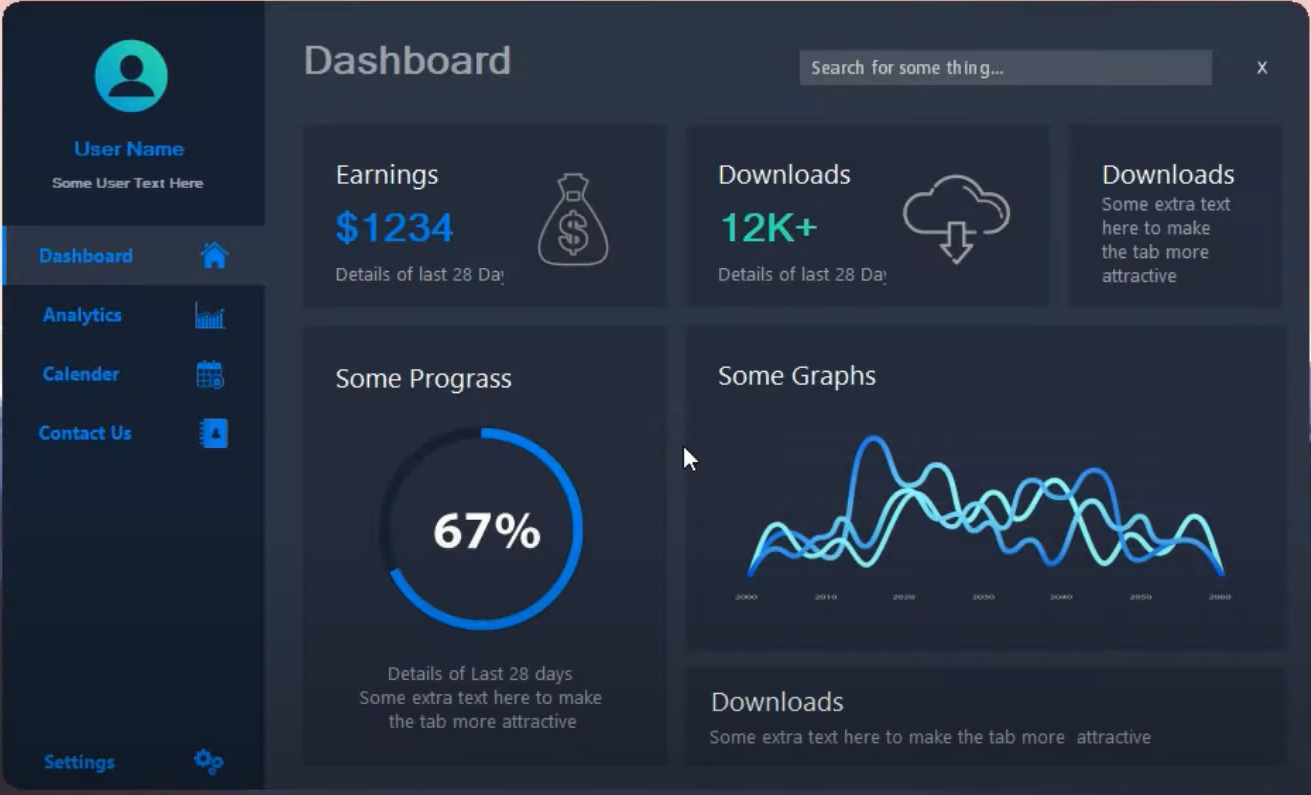 User Name
Some User Text Here
Dashboard
Analytics
Calender
Contact Us
Settings
Dashboard
Search for some thing...
X
Earnings
$1234
Details of last 28 Day
$
Downloads
12K+
Details of last 28 Day
Downloads
Some extra text
here to make
the tab more
attractive
Some Prograss
67%
Details of Last 28 days
Some extra text here to make
the tab more attractive
Some Graphs
2000 2010 2020 2030 2040 2050 2060
Downloads
Some extra text here to make the tab more attractive